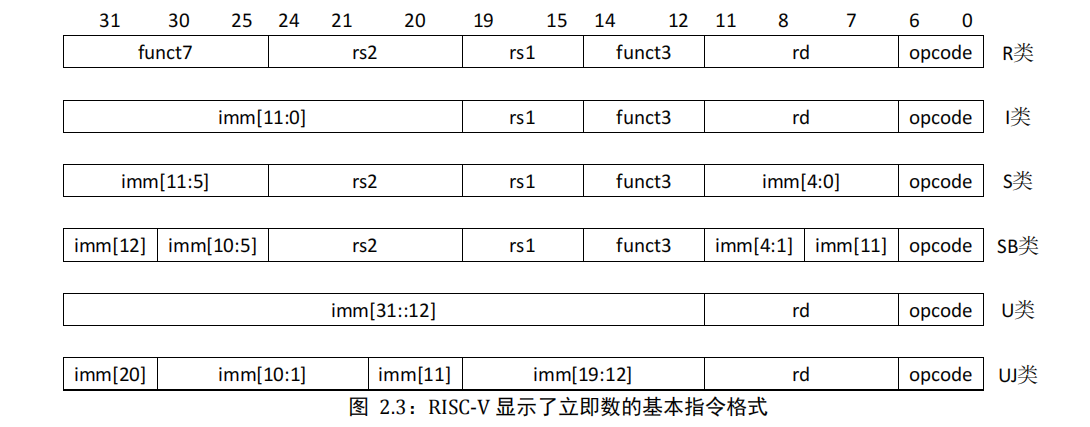 31 30 25 24 21 20 19 15 14 12 11 8 7 6 0
funct7 rs2 rs1 funct3 rd opcode R类
imm[11:0] rs1 funct3 rd opcode I类
imm[11:5] rs2 rs1 funct3 imm[4:0] opcode S类
imm[12] imm[10:5] rs2 rs1 funct3 imm[4:1] imm[11] opcode SB类
imm[31::12] rd opcode U类
imm[20] imm[10:1] imm[11] imm[19:12] rd opcode UJ类
图 2.3：RISC-V 显示了立即数的基本指令格式